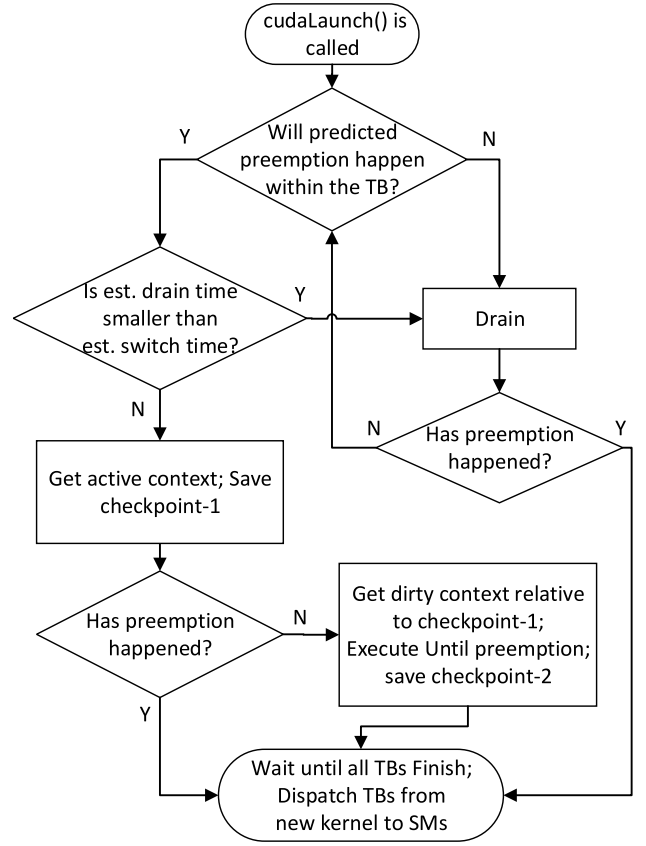 cudaLaunch() is
called
Will predicted
preemption happen
within the TB?
Y
N
Is est. drain time
smaller than
est. switch time?
Y
Drain
N
Has preemption
happened?
N
Y
Get active context; Save
checkpoint-1
Has preemption
happened?
N
Get dirty context relative
to checkpoint-1;
Execute Until preemption;
save checkpoint-2
Y
Wait until all TBs Finish;
Dispatch TBs from
new kernel to SMs